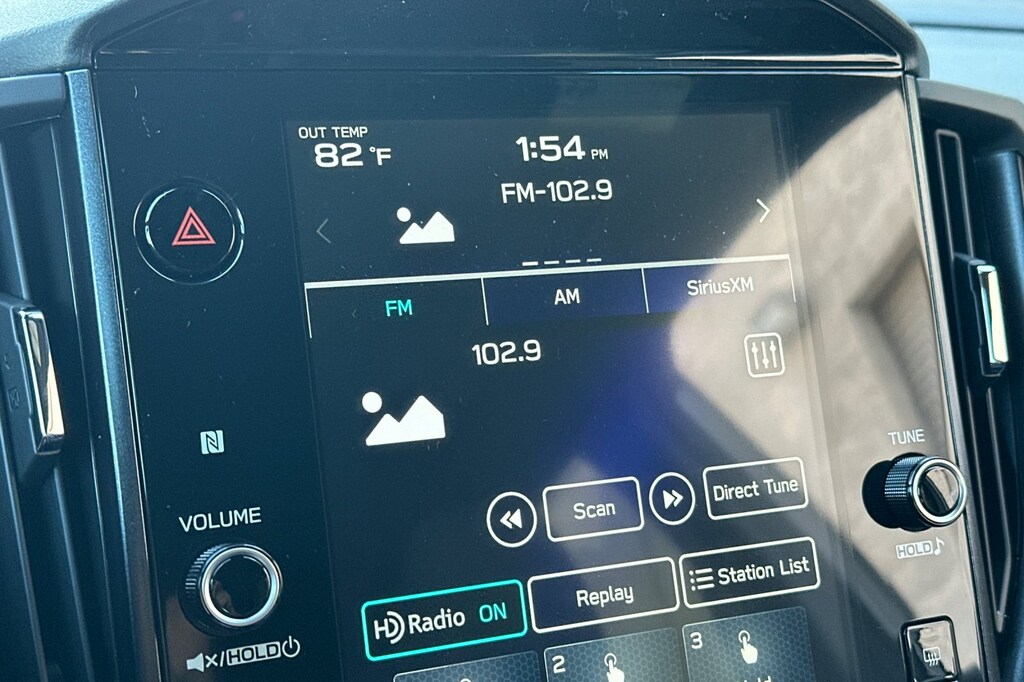 OUT TEMP
82 °F
1:54 PM
FM-102.9
FM
AM
SiriusXM
102.9
N
TUNE
VOLUME
Scan
Direct Tune
HOLD
HD Radio ON
Replay
Station List
/HOLD
2
3